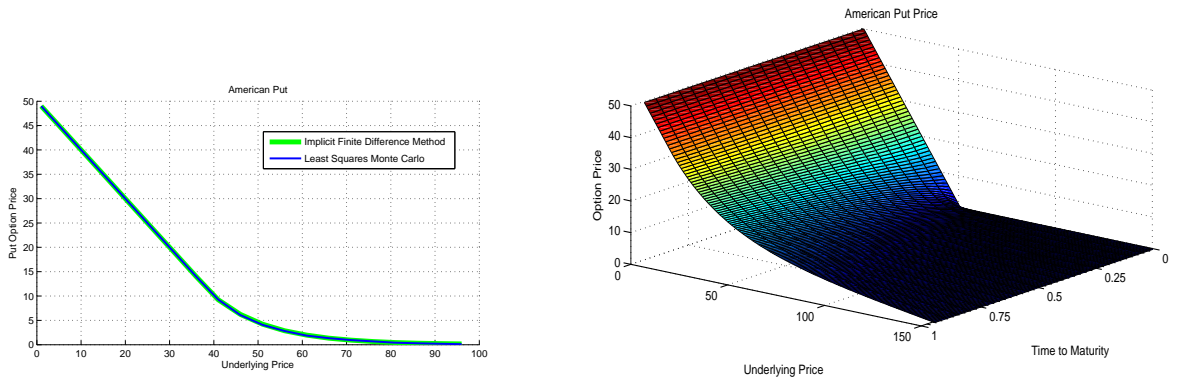 American Put
50
45
40
35
30
25
20
15
10
5
0
Put Option Price
Implicit Finite Difference Method
Least Squares Monte Carlo
0 10 20 30 40 50 60 70 80 90 100
Underlying Price
American Put Price
50
40
30
20
10
0
Option Price
0
50
100
150
Underlying Price
0
0.25
0.5
0.75
1
Time to Maturity